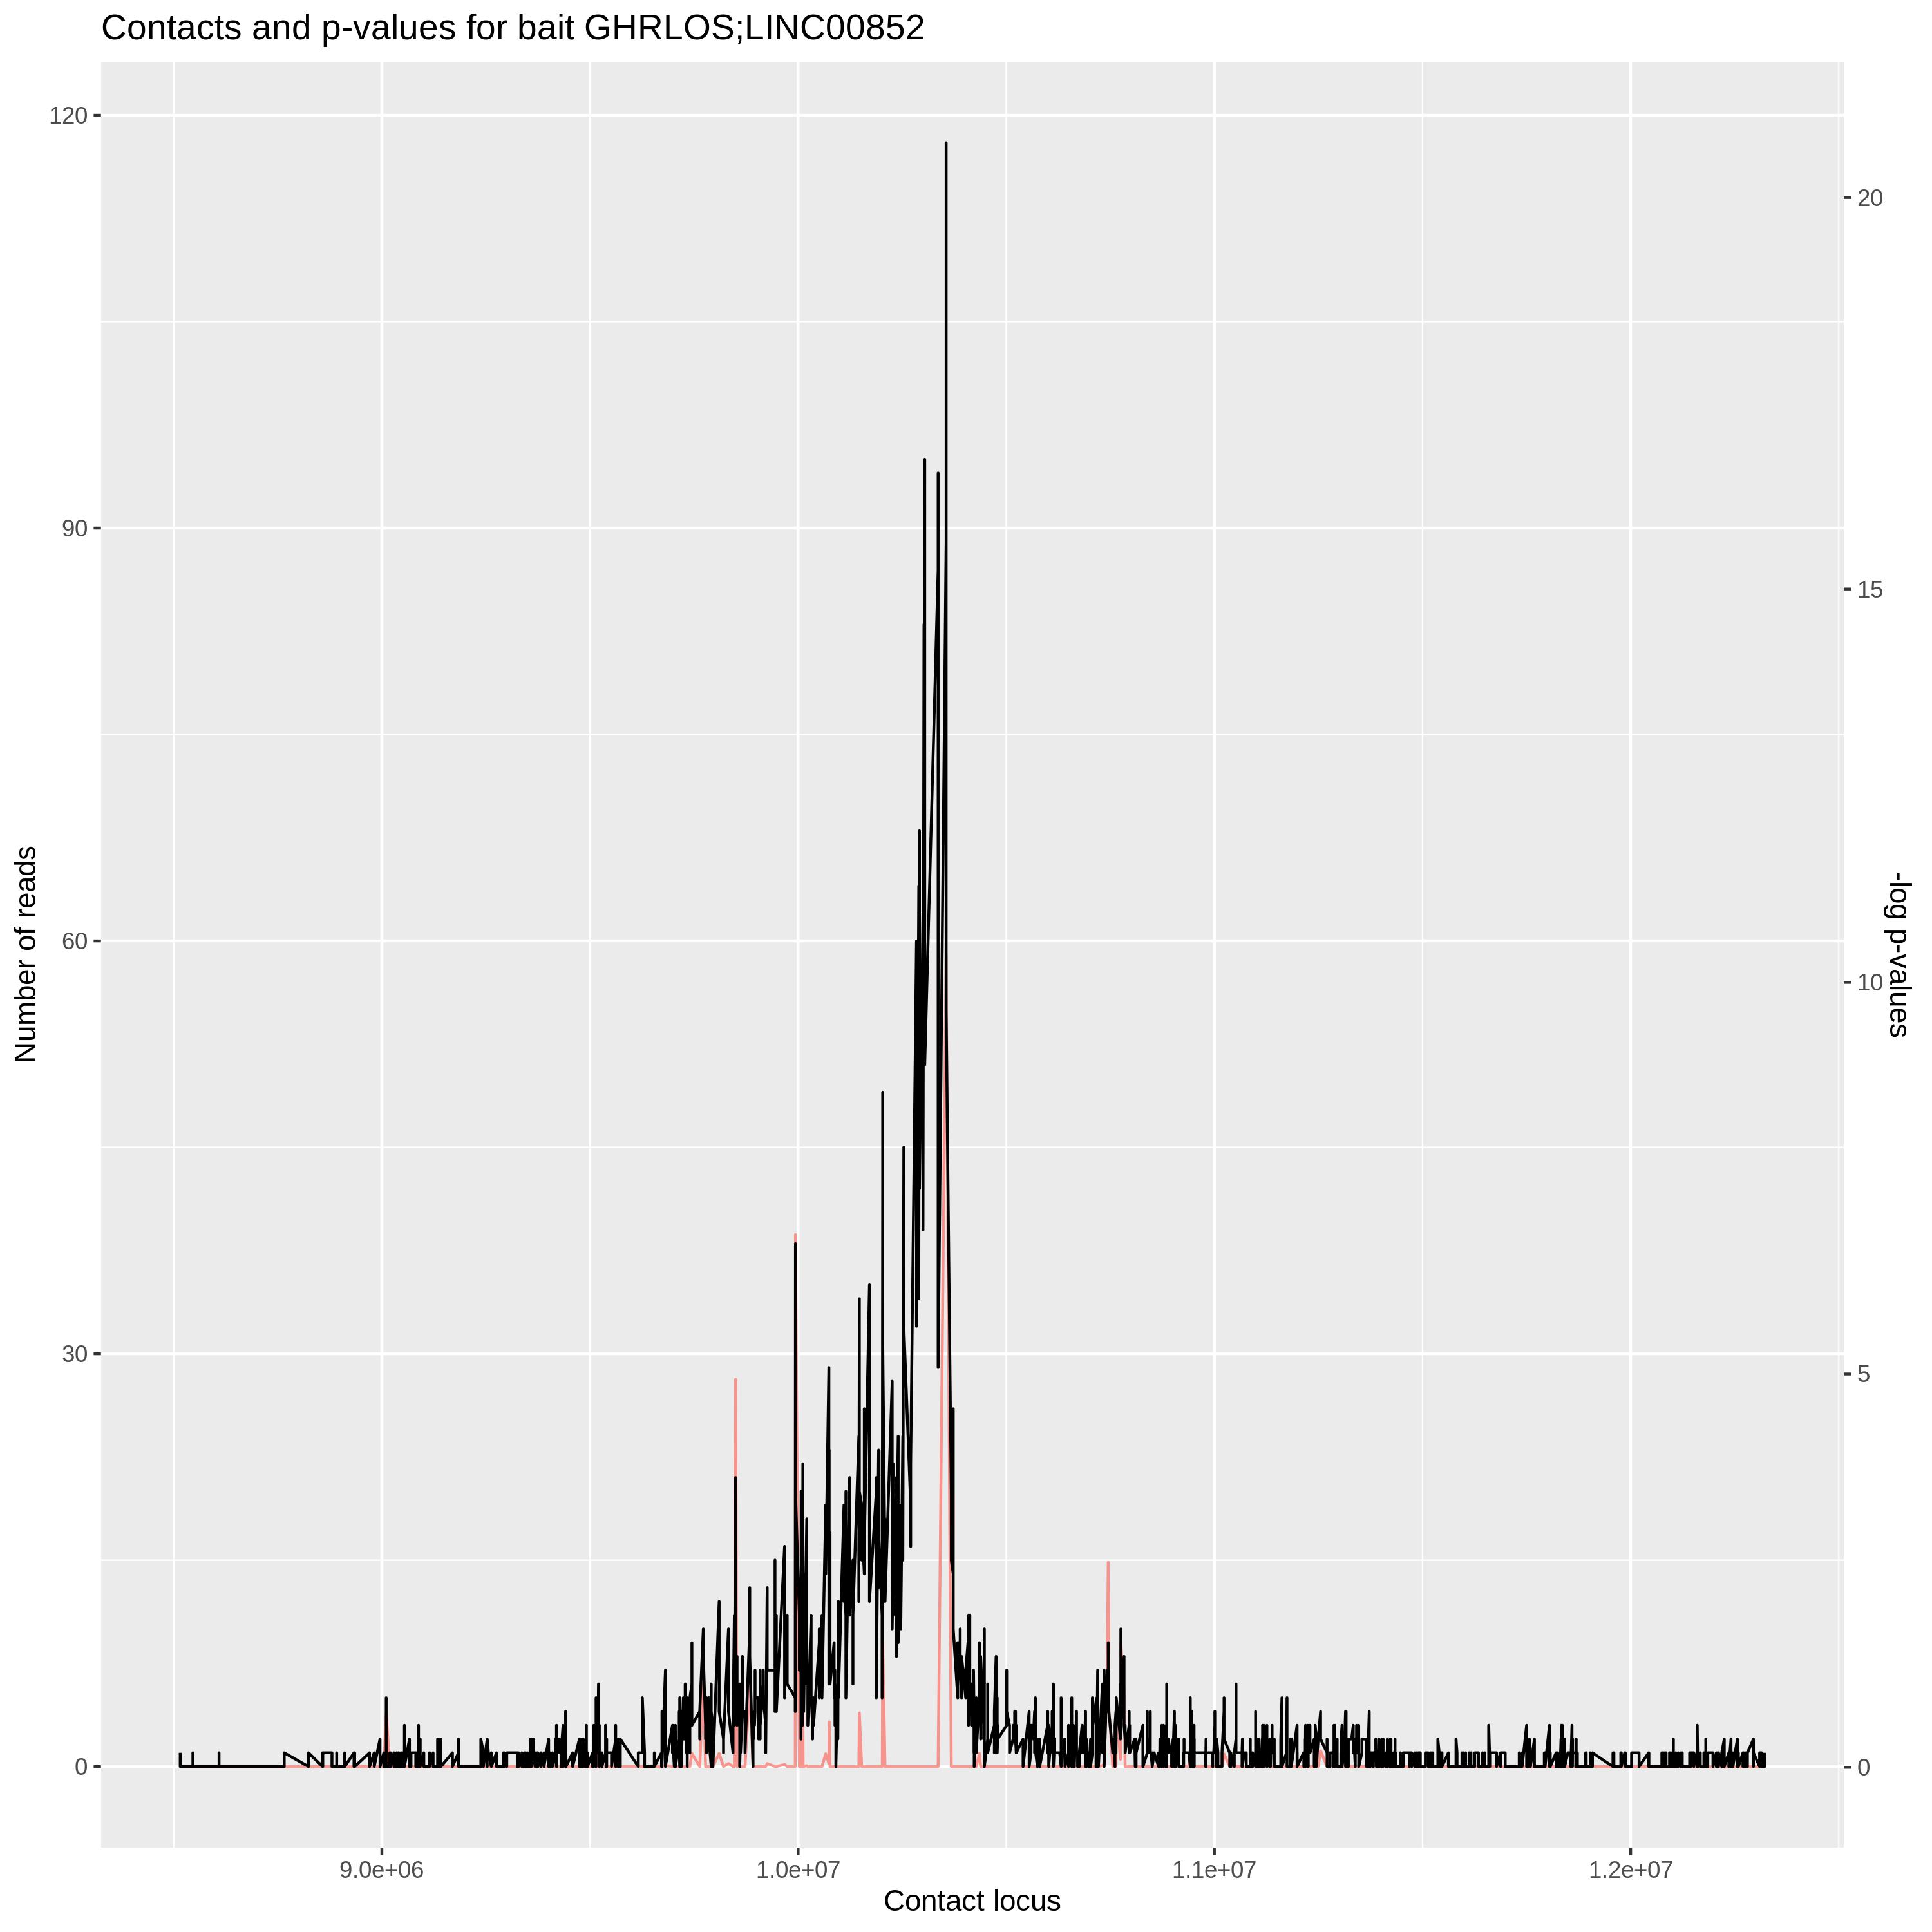 Contacts and p-values for bait GHRLOS;LINC00852
120
90
60
30
0
Number of reads
20
15
10
5
0
-log p-values
9.0e+06
1.0e+07
1.1e+07
1.2e+07
Contact locus